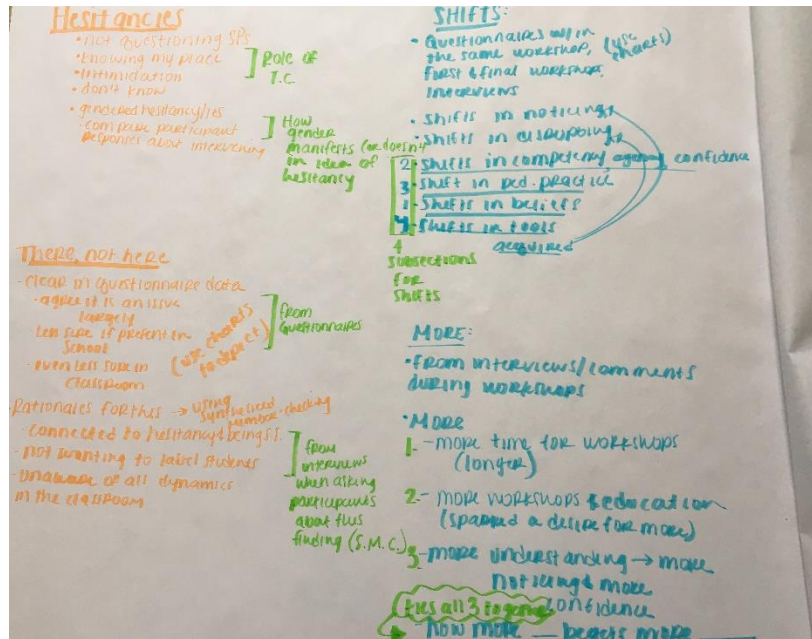 Hesitancies
• not questioning SPs
• knowing my place
• intimidation
• don't know
Role of
T.C.
• gendered hesitancy/ies
• compare participant
responses about intervening
How
gender
manifests (or doesn't)
in idea of
hesitancy
There, not here
- clear in questionnaire data
• agree it is an issue
largely
Less sure if present in
School
• even less sure in
classroom
(use charts
to depict)
from
questionnaires
- Rationales for this → using
synthesized
member-checking
• connected to hesitancy & being
• not wanting to label students
• unaware of all dynamics
in the classroom
from
interviews
when asking
participants
about this
finding (S.M.C.)
SHIFTS:
• Questionnaires w/in
the same workshop, (use
charts)
first & final workshop,
interviews
• shifts in noticing
• shifts in disrupting
2 - shifts in competency, agency, confidence
3 - shift in ped. practice
1 - shifts in beliefs
4 - shifts in tools
acquired
4
subsections
for
shifts
MORE:
• from interviews/comments
during workshops
• MORE
1. - more time for workshops
(longer)
2 - more workshops & education
(sparked a desire for more)
3 - more understanding → more
noticing & more
confidence
ties all 3 together
- how more __ begets more ____